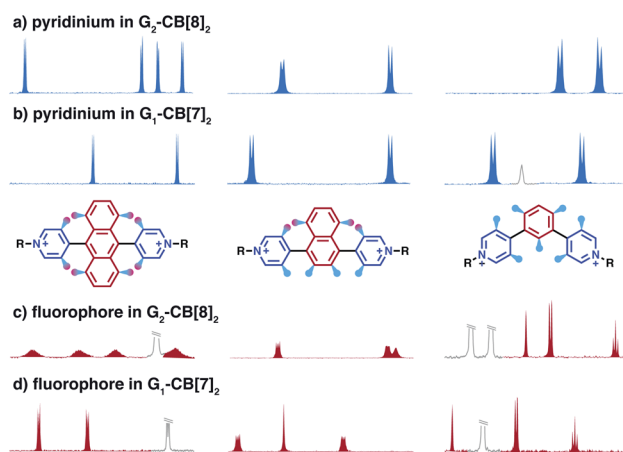 a) pyridinium in G₂-CB[8]₂
b) pyridinium in G₁-CB[7]₂
R–N+ N–R +
R–N+ N–R +
R N + N + R
c) fluorophore in G₂-CB[8]₂
d) fluorophore in G₁-CB[7]₂